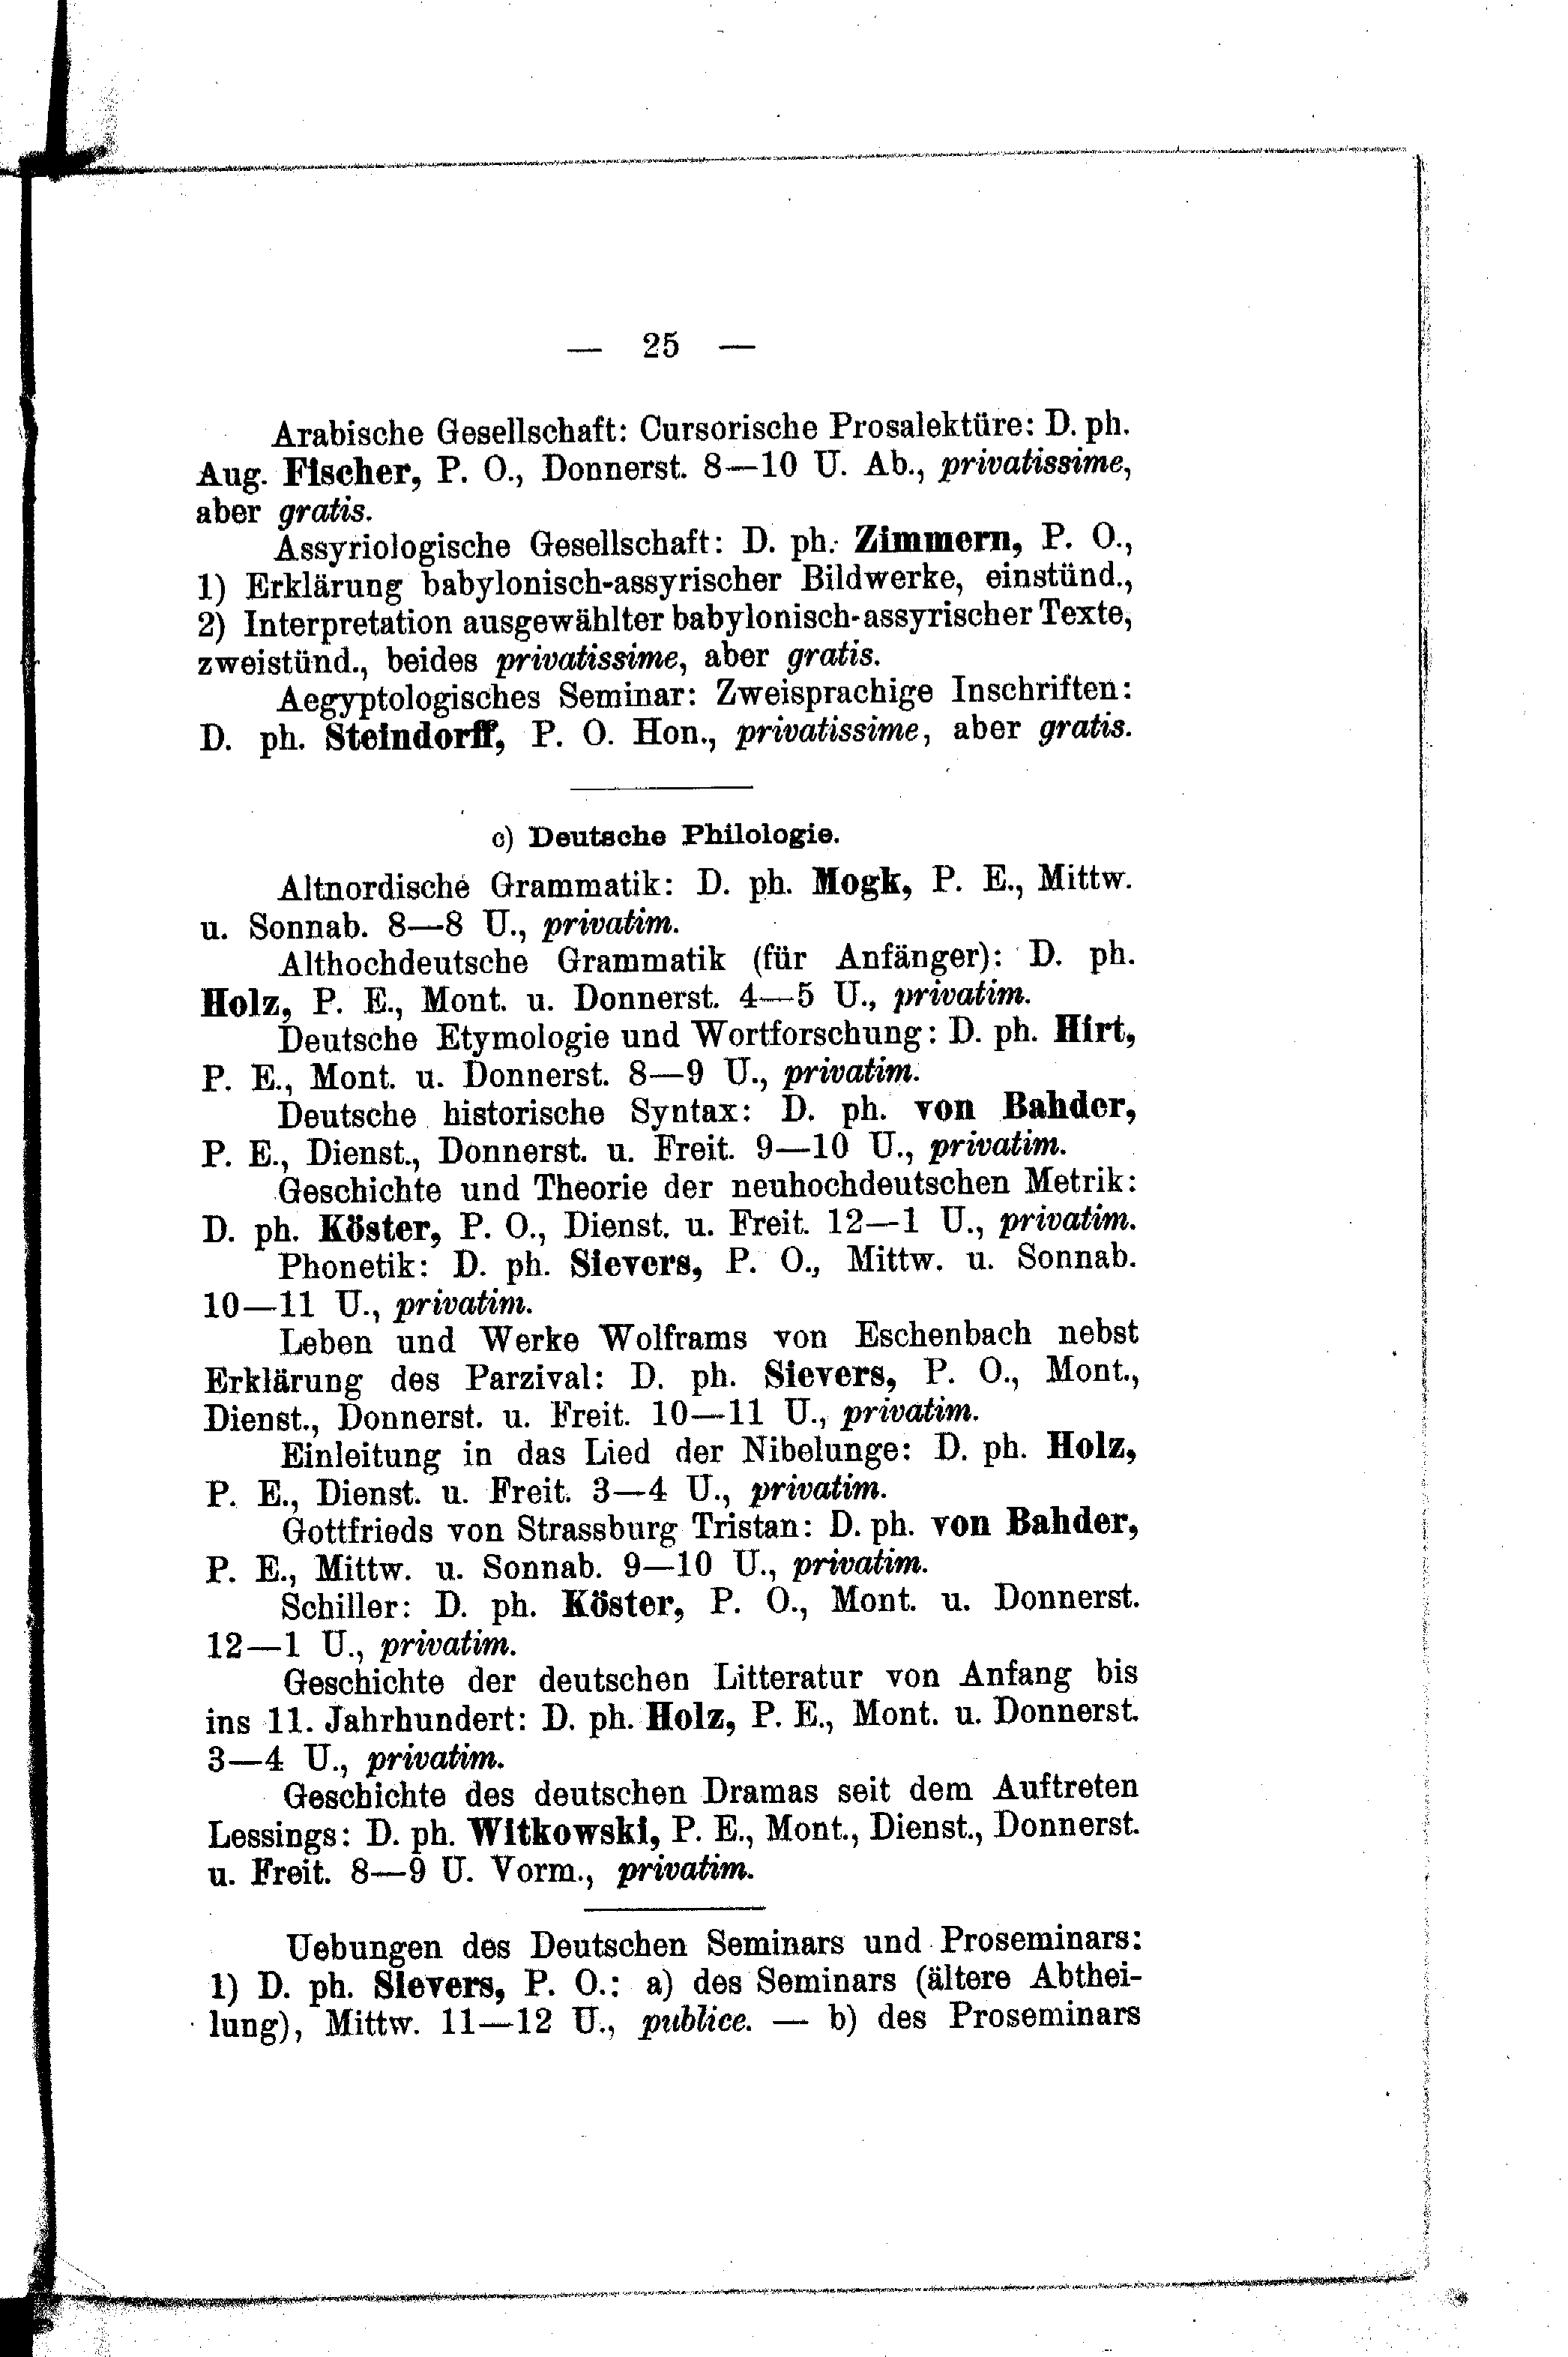 — 25 —
Arabische Gesellschaft: Cursorische Prosalektüre: D. ph.
Aug. Fischer, P. O., Donnerst. 8—10 U. Ab., privatissime,
aber gratis.
Assyriologische Gesellschaft: D. ph. Zimmern, P. O.,
1) Erklärung babylonisch-assyrischer Bildwerke, einstünd.,
2) Interpretation ausgewählter babylonisch-assyrischer Texte,
zweistünd., beides privatissime, aber gratis.
Aegyptologisches Seminar: Zweisprachige Inschriften:
D. ph. Steindorff, P. O. Hon., privatissime, aber gratis.
c) Deutsche Philologie.
Altnordische Grammatik: D. ph. Mogk, P. E., Mittw.
u. Sonnab. 8—8 U., privatim.
Althochdeutsche Grammatik (für Anfänger): D. ph.
Holz, P. E., Mont. u. Donnerst. 4—5 U., privatim.
Deutsche Etymologie und Wortforschung: D. ph. Hirt,
P. E., Mont. u. Donnerst. 8—9 U., privatim.
Deutsche historische Syntax: D. ph. von Bahder,
P. E., Dienst., Donnerst. u. Freit. 9—10 U., privatim.
Geschichte und Theorie der neuhochdeutschen Metrik:
D. ph. Köster, P. O., Dienst. u. Freit. 12—1 U., privatim.
Phonetik: D. ph. Sievers, P. O., Mittw. u. Sonnab.
10—11 U., privatim.
Leben und Werke Wolframs von Eschenbach nebst
Erklärung des Parzival: D. ph. Sievers, P. O., Mont.,
Dienst., Donnerst. u. Freit. 10—11 U., privatim.
Einleitung in das Lied der Nibelunge: D. ph. Holz,
P. E., Dienst. u. Freit. 3—4 U., privatim.
Gottfrieds von Strassburg Tristan: D. ph. von Bahder,
P. E., Mittw. u. Sonnab. 9—10 U., privatim.
Schiller: D. ph. Köster, P. O., Mont. u. Donnerst.
12—1 U., privatim.
Geschichte der deutschen Litteratur von Anfang bis
ins 11. Jahrhundert: D. ph. Holz, P. E., Mont. u. Donnerst.
3—4 U., privatim.
Geschichte des deutschen Dramas seit dem Auftreten
Lessings: D. ph. Witkowski, P. E., Mont., Dienst., Donnerst.
u. Freit. 8—9 U. Vorm., privatim.
Uebungen des Deutschen Seminars und Proseminars:
1) D. ph. Sievers, P. O.: a) des Seminars (ältere Abthei-
lung), Mittw. 11—12 U., publice. — b) des Proseminars